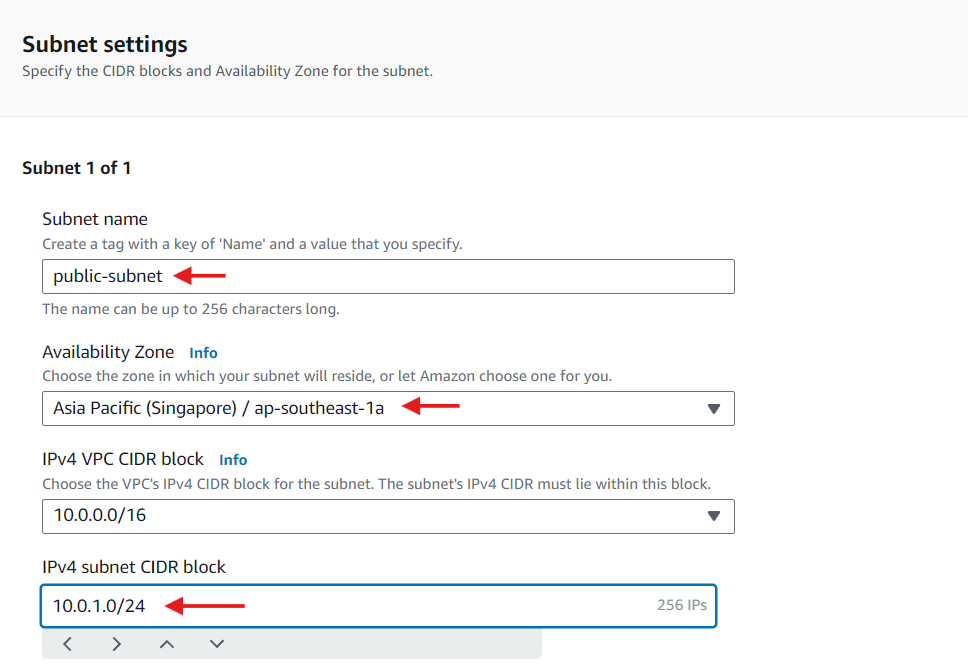 Subnet settings
Specify the CIDR blocks and Availability Zone for the subnet.
Subnet 1 of 1
Subnet name
Create a tag with a key of 'Name' and a value that you specify.
public-subnet
The name can be up to 256 characters long.
Availability Zone Info
Choose the zone in which your subnet will reside, or let Amazon choose one for you.
Asia Pacific (Singapore) / ap-southeast-1a
IPv4 VPC CIDR block Info
Choose the VPC's IPv4 CIDR block for the subnet. The subnet's IPv4 CIDR must lie within this block.
10.0.0.0/16
IPv4 subnet CIDR block
10.0.1.0/24 256 IPs